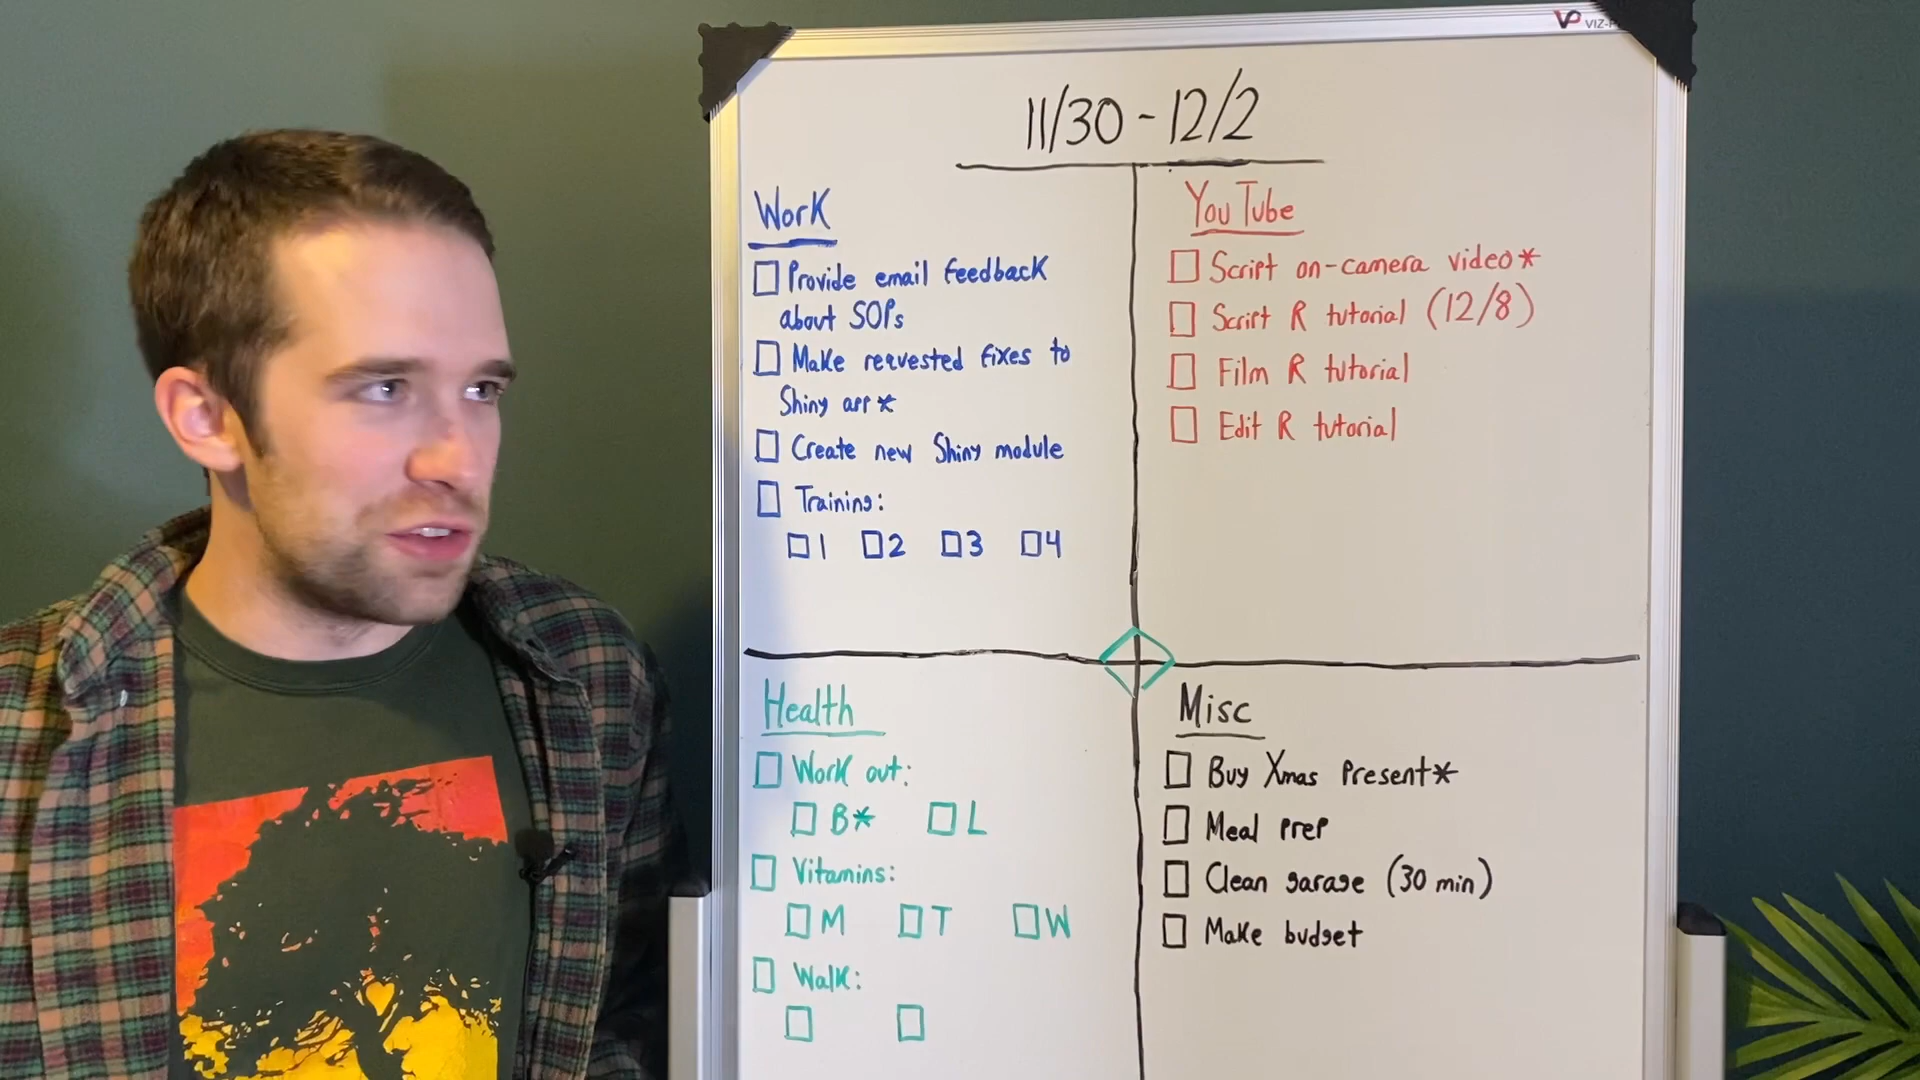 VIZ-P
11/30 - 12/2
Work
Provide email feedback
about SOPs
Make requested fixes to
Shiny app*
Create new Shiny module
Training:
1 2 3 4
YouTube
Script on-camera video*
Script R tutorial (12/8)
Film R tutorial
Edit R tutorial
Health
Work out:
B* L
Vitamins:
M T W
Walk:
Misc
Buy Xmas present*
Meal prep
Clean garage (30 min)
Make budget